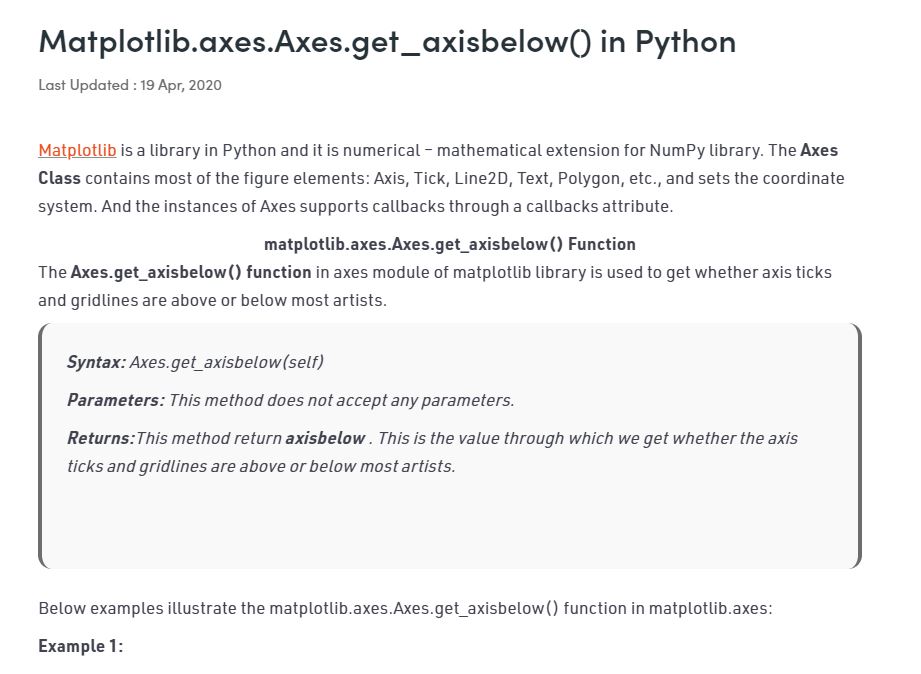 Matplotlib.axes.Axes.get_axisbelow() in Python
Last Updated : 19 Apr, 2020
Matplotlib is a library in Python and it is numerical – mathematical extension for NumPy library. The Axes
Class contains most of the figure elements: Axis, Tick, Line2D, Text, Polygon, etc., and sets the coordinate
system. And the instances of Axes supports callbacks through a callbacks attribute.
matplotlib.axes.Axes.get_axisbelow() Function
The Axes.get_axisbelow() function in axes module of matplotlib library is used to get whether axis ticks
and gridlines are above or below most artists.
Syntax: Axes.get_axisbelow(self)
Parameters: This method does not accept any parameters.
Returns:This method return axisbelow . This is the value through which we get whether the axis
ticks and gridlines are above or below most artists.
Below examples illustrate the matplotlib.axes.Axes.get_axisbelow() function in matplotlib.axes:
Example 1: